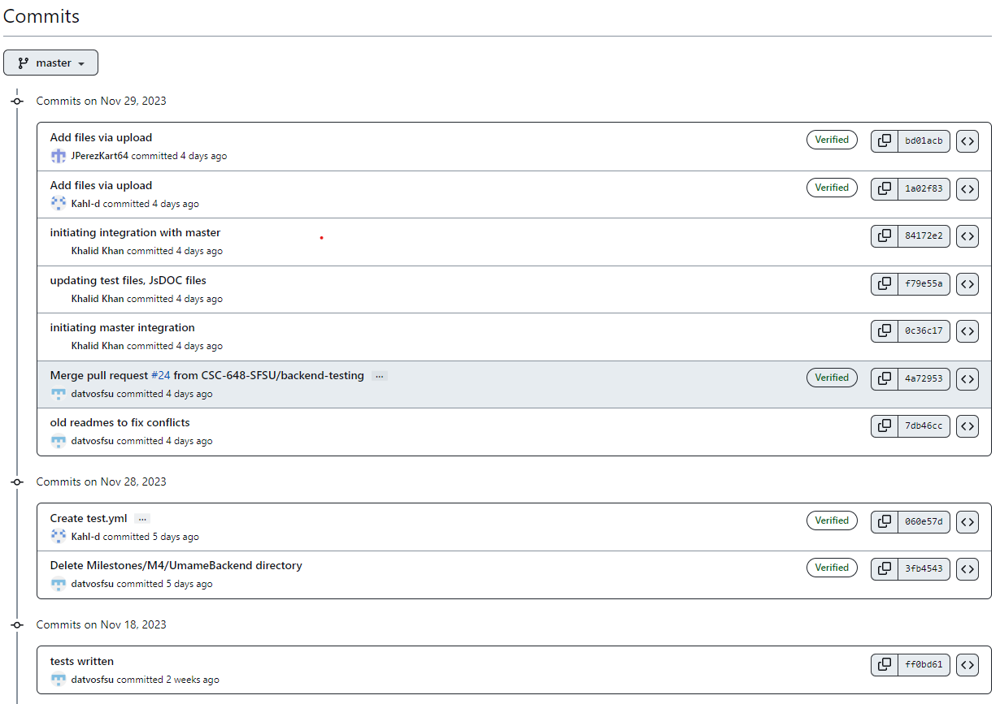 Commits
master
Commits on Nov 29, 2023
Add files via upload
Verified
bd01acb
JPerezKart64 committed 4 days ago
Add files via upload
Verified
1a02f83
Kahl-d committed 4 days ago
initiating integration with master
84172e2
Khalid Khan committed 4 days ago
updating test files, JsDOC files
f79e55a
Khalid Khan committed 4 days ago
initiating master integration
0c36c17
Khalid Khan committed 4 days ago
Merge pull request #24 from CSC-648-SFSU/backend-testing ...
Verified
4a72953
datvosfsu committed 4 days ago
old readmes to fix conflicts
7db46cc
datvosfsu committed 4 days ago
Commits on Nov 28, 2023
Create test.yml ...
Verified
060e57d
Kahl-d committed 5 days ago
Delete Milestones/M4/UmameBackend directory
Verified
3fb4543
datvosfsu committed 5 days ago
Commits on Nov 18, 2023
tests written
ff0bd61
datvosfsu committed 2 weeks ago